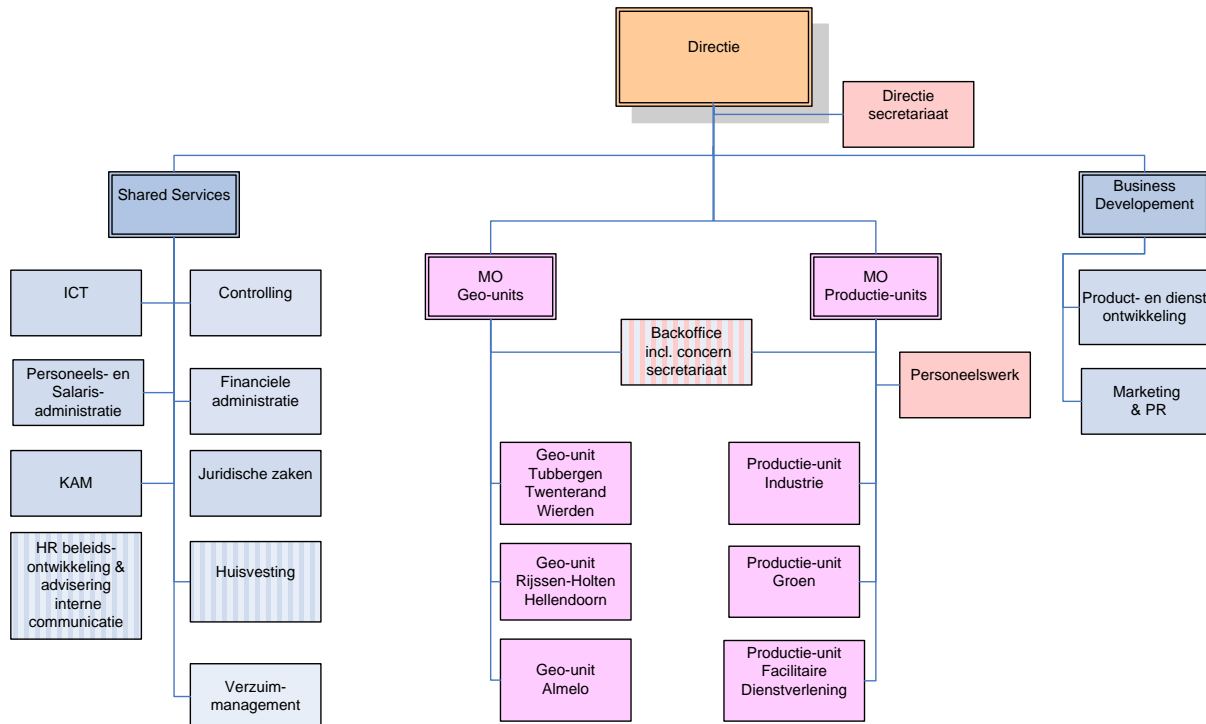 Directie
Directie
secretariaat
Shared Services
Business
Developement
MO
Geo-units
MO
Productie-units
ICT
Controlling
Product- en dienst
ontwikkeling
Backoffice
incl. concern
secretariaat
Personeels- en
Salaris-
administratie
Financiele
administratie
Personeelswerk
Marketing
& PR
KAM
Juridische zaken
Geo-unit
Tubbergen
Twenterand
Wierden
Productie-unit
Industrie
HR beleids-
ontwikkeling &
advisering
interne
communicatie
Huisvesting
Geo-unit
Rijssen-Holten
Hellendoorn
Productie-unit
Groen
Verzuim-
management
Geo-unit
Almelo
Productie-unit
Facilitaire
Dienstverlening